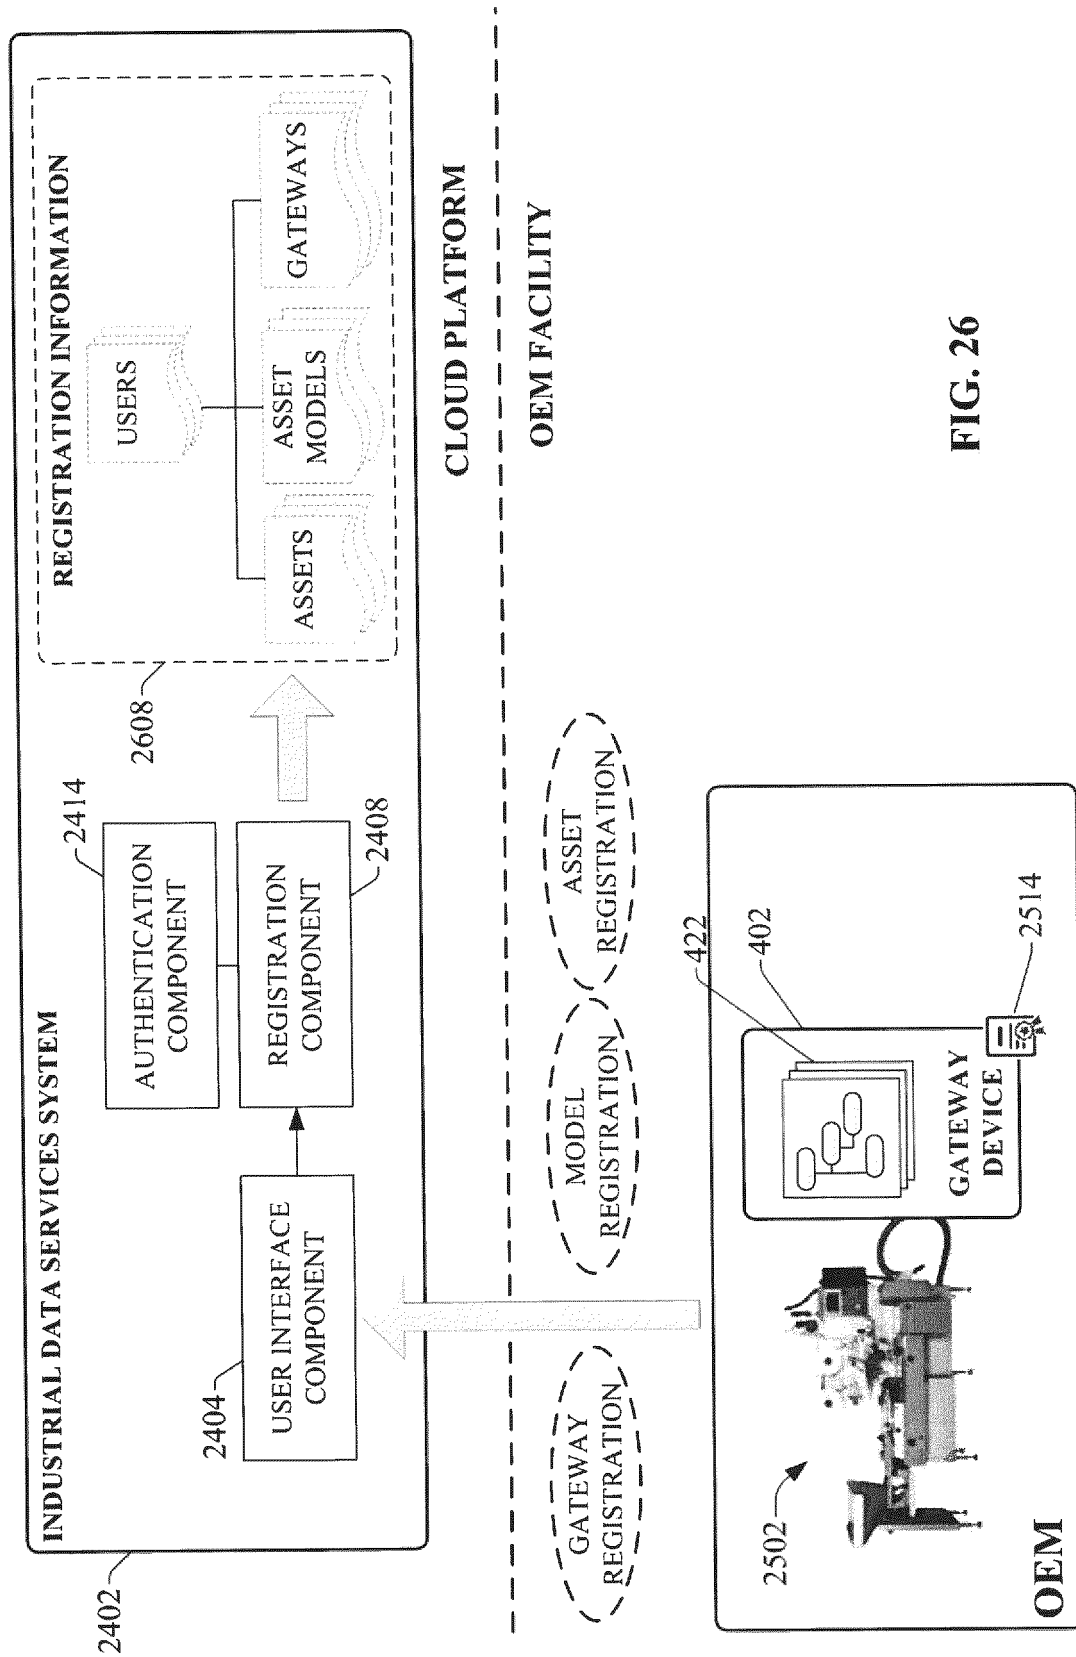 INDUSTRIAL DATA SERVICES SYSTEM
2402
2404
USER INTERFACE
COMPONENT
2414
AUTHENTICATION
COMPONENT
REGISTRATION
COMPONENT
2408
2608
REGISTRATION INFORMATION
USERS
ASSETS
ASSET
MODELS
GATEWAYS
CLOUD PLATFORM
OEM FACILITY
GATEWAY
REGISTRATION
MODEL
REGISTRATION
ASSET
REGISTRATION
2502
422
402
GATEWAY
DEVICE
2514
OEM
FIG. 26